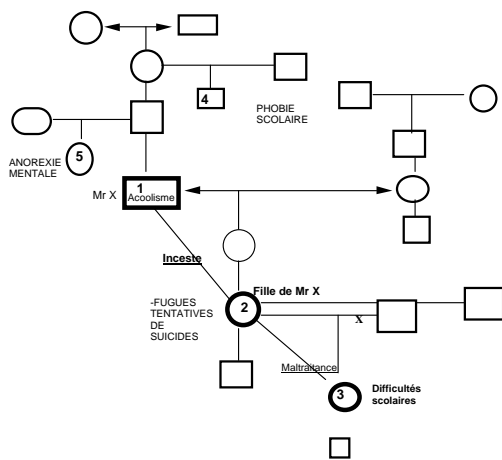 4
PHOBIE
SCOLAIRE
5
ANOREXIE
MENTALE
1
Mr X
Acoolisme
Inceste
Fille de Mr X
2
-FUGUES
TENTATIVES
DE
SUICIDES
X
Maltraitance
3
Difficultés
scolaires